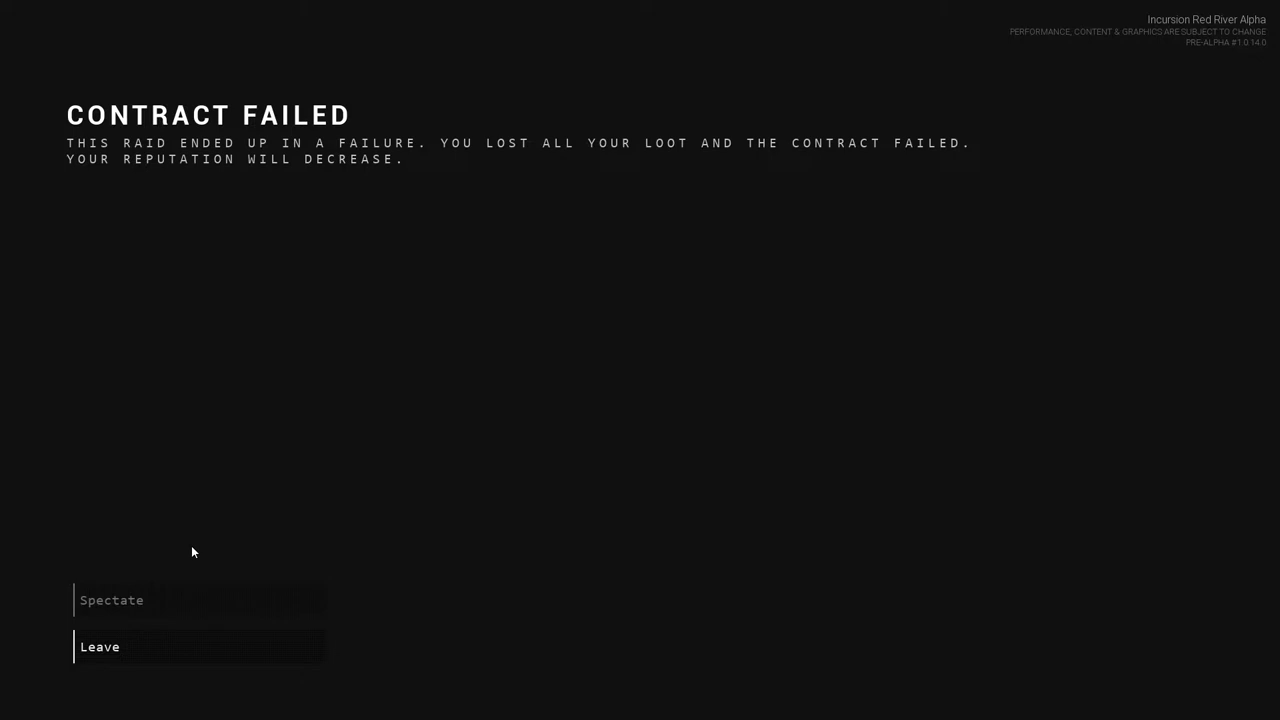 Incursion Red River Alpha
PERFORMANCE, CONTENT & GRAPHICS ARE SUBJECT TO CHANGE
PRE-ALPHA #1.0.14.0
CONTRACT FAILED
THIS RAID ENDED UP IN A FAILURE. YOU LOST ALL YOUR LOOT AND THE CONTRACT FAILED.
YOUR REPUTATION WILL DECREASE.
Spectate
Leave